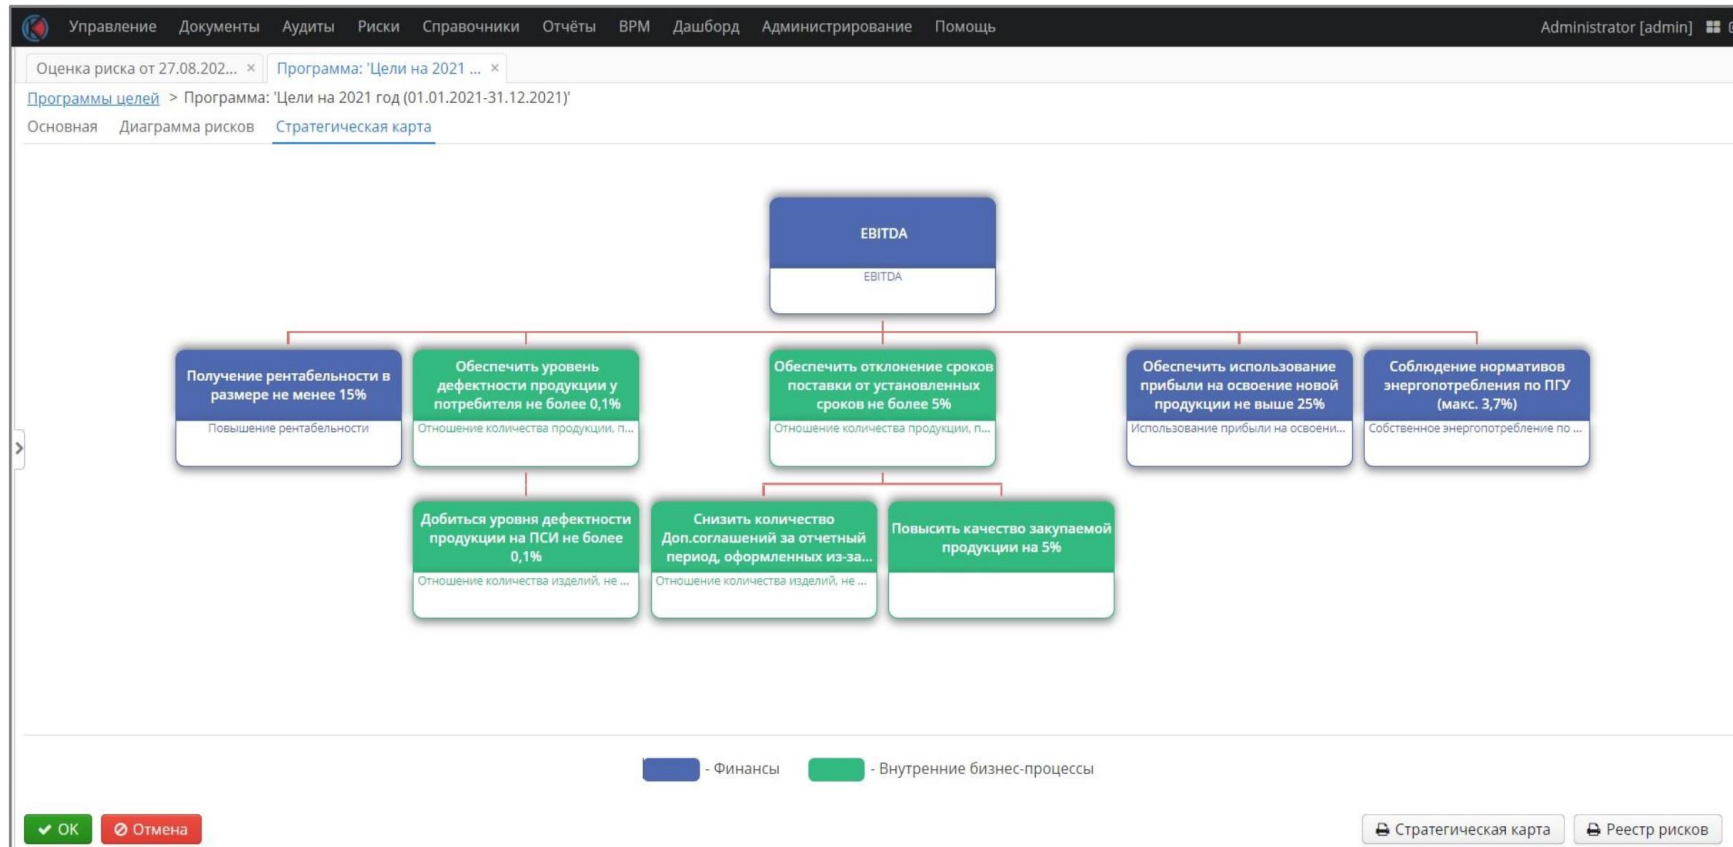 Управление Документы Аудиты Риски Справочники Отчёты BPM Дашборд Администрирование Помощь Administrator [admin]
Оценка риска от 27.08.202... × Программа: 'Цели на 2021 ... ×
Программы целей > Программа: 'Цели на 2021 год (01.01.2021-31.12.2021)'
Основная Диаграмма рисков Стратегическая карта
EBITDA
EBITDA
Получение рентабельности в
размере не менее 15%
Повышение рентабельности
Обеспечить уровень
дефектности продукции у
потребителя не более 0,1%
Отношение количества продукции, п...
Обеспечить отклонение сроков
поставки от установленных
сроков не более 5%
Отношение количества продукции, п...
Обеспечить использование
прибыли на освоение новой
продукции не выше 25%
Использование прибыли на освоени...
Соблюдение нормативов
энергопотребления по ПГУ
(макс. 3,7%)
Собственное энергопотребление по ...
Добиться уровня дефектности
продукции на ПСИ не более
0,1%
Отношение количества изделий, не ...
Снизить количество
Доп.соглашений за отчетный
период, оформленных из-за...
Отношение количества изделий, не ...
Повысить качество закупаемой
продукции на 5%
- Финансы - Внутренние бизнес-процессы
OK Отмена Стратегическая карта Реестр рисков